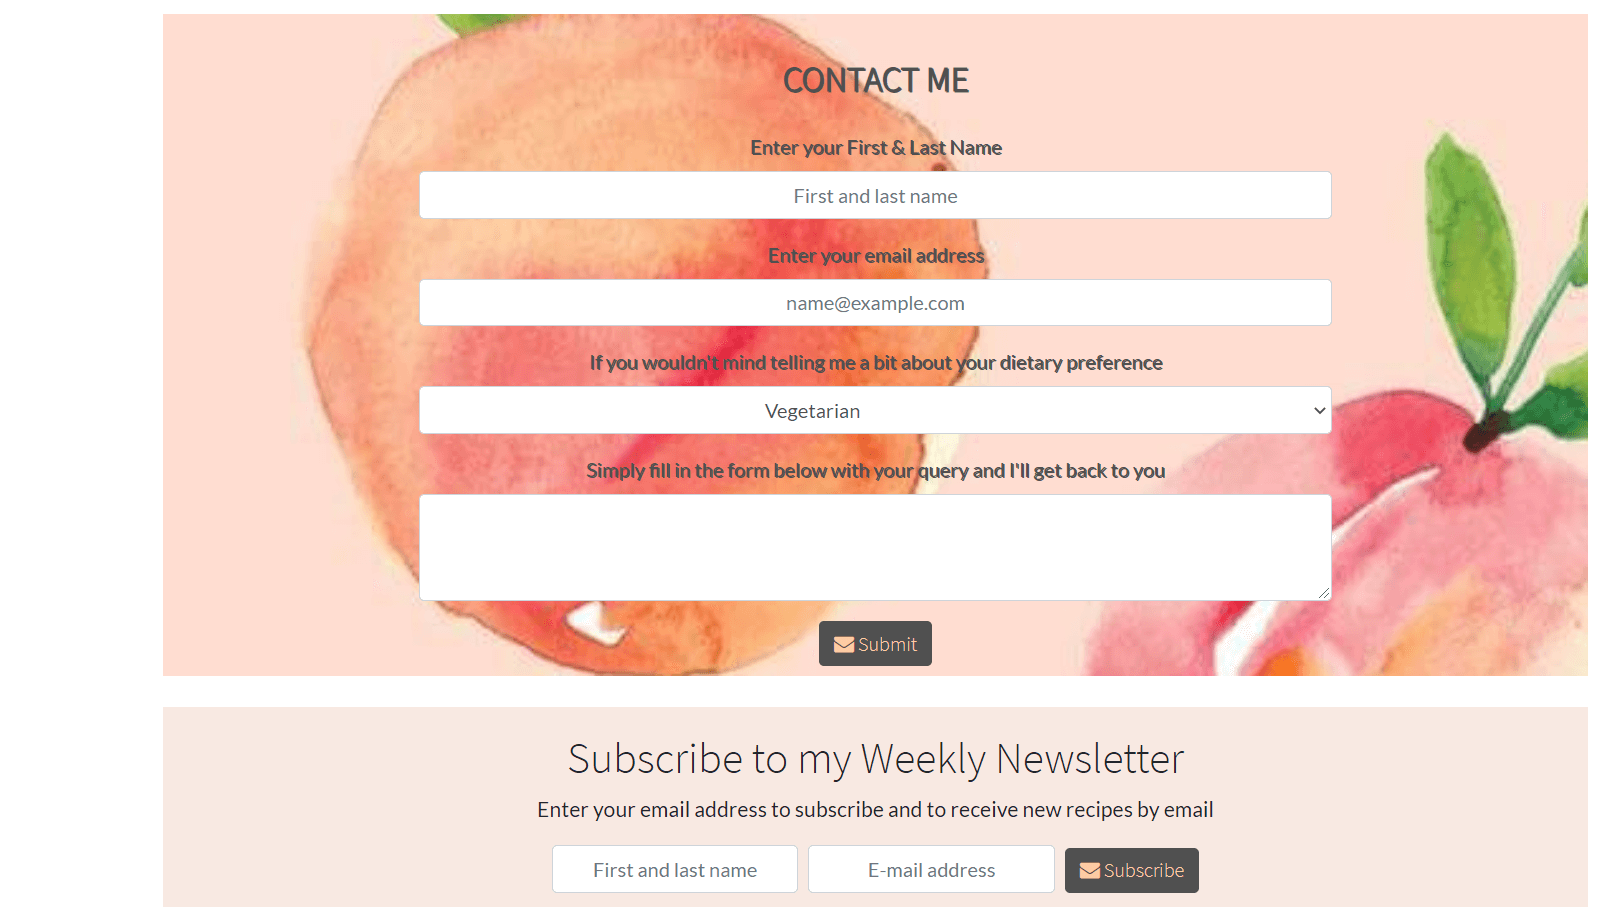 CONTACT ME
Enter your First & Last Name
First and last name
Enter your email address
name@example.com
If you wouldn't mind telling me a bit about your dietary preference
Vegetarian
Simply fill in the form below with your query and I'll get back to you
Submit
Subscribe to my Weekly Newsletter
Enter your email address to subscribe and to receive new recipes by email
First and last name E-mail address Subscribe